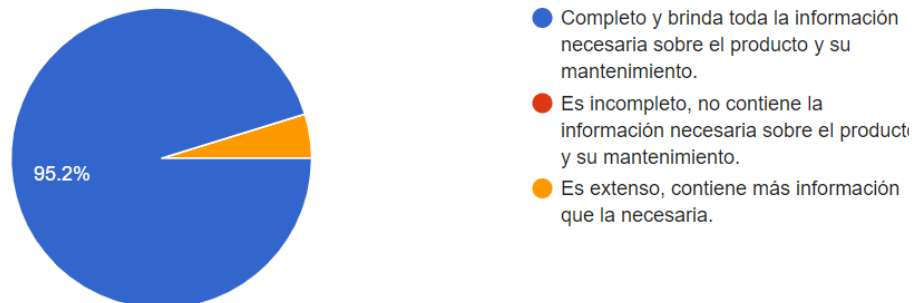 95.2%
Completo y brinda toda la información
necesaria sobre el producto y su
mantenimiento.
Es incompleto, no contiene la
información necesaria sobre el producto
y su mantenimiento.
Es extenso, contiene más información
que la necesaria.